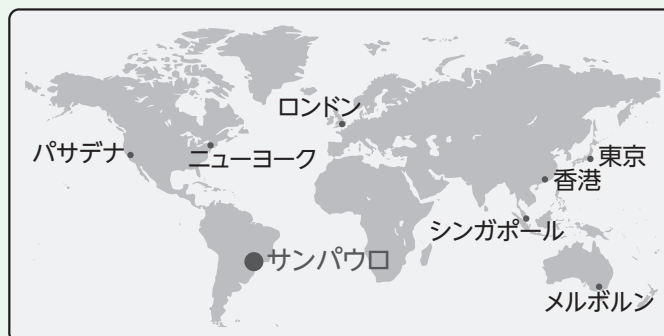 ロンドン
パサデナ
ニューヨーク
東京
香港
シンガポール
サンパウロ
メルボルン